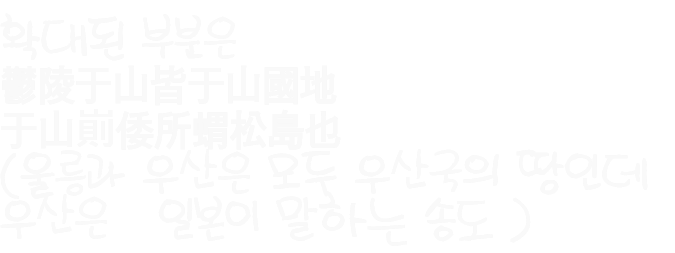 확대된 부분은
鬱陵于山皆于山國地
于山則倭所謂松島也
(울릉과 우산은 모두 우산국의 땅인데
우산은 일본이 말하는 송도 )